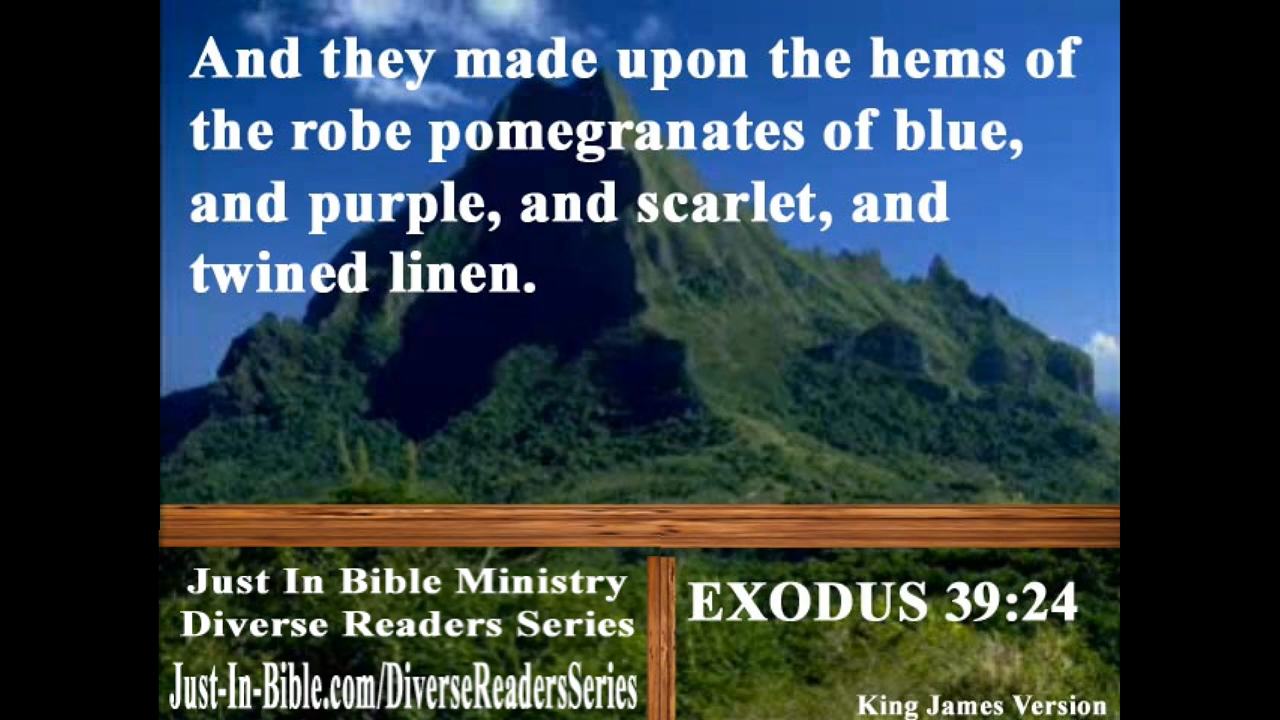 And they made upon the hems of
the robe pomegranates of blue,
and purple, and scarlet, and
twined linen.
Just In Bible Ministry
Diverse Readers Series
Just-In-Bible.com/DiverseReadersSeries
EXODUS 39:24
King James Version